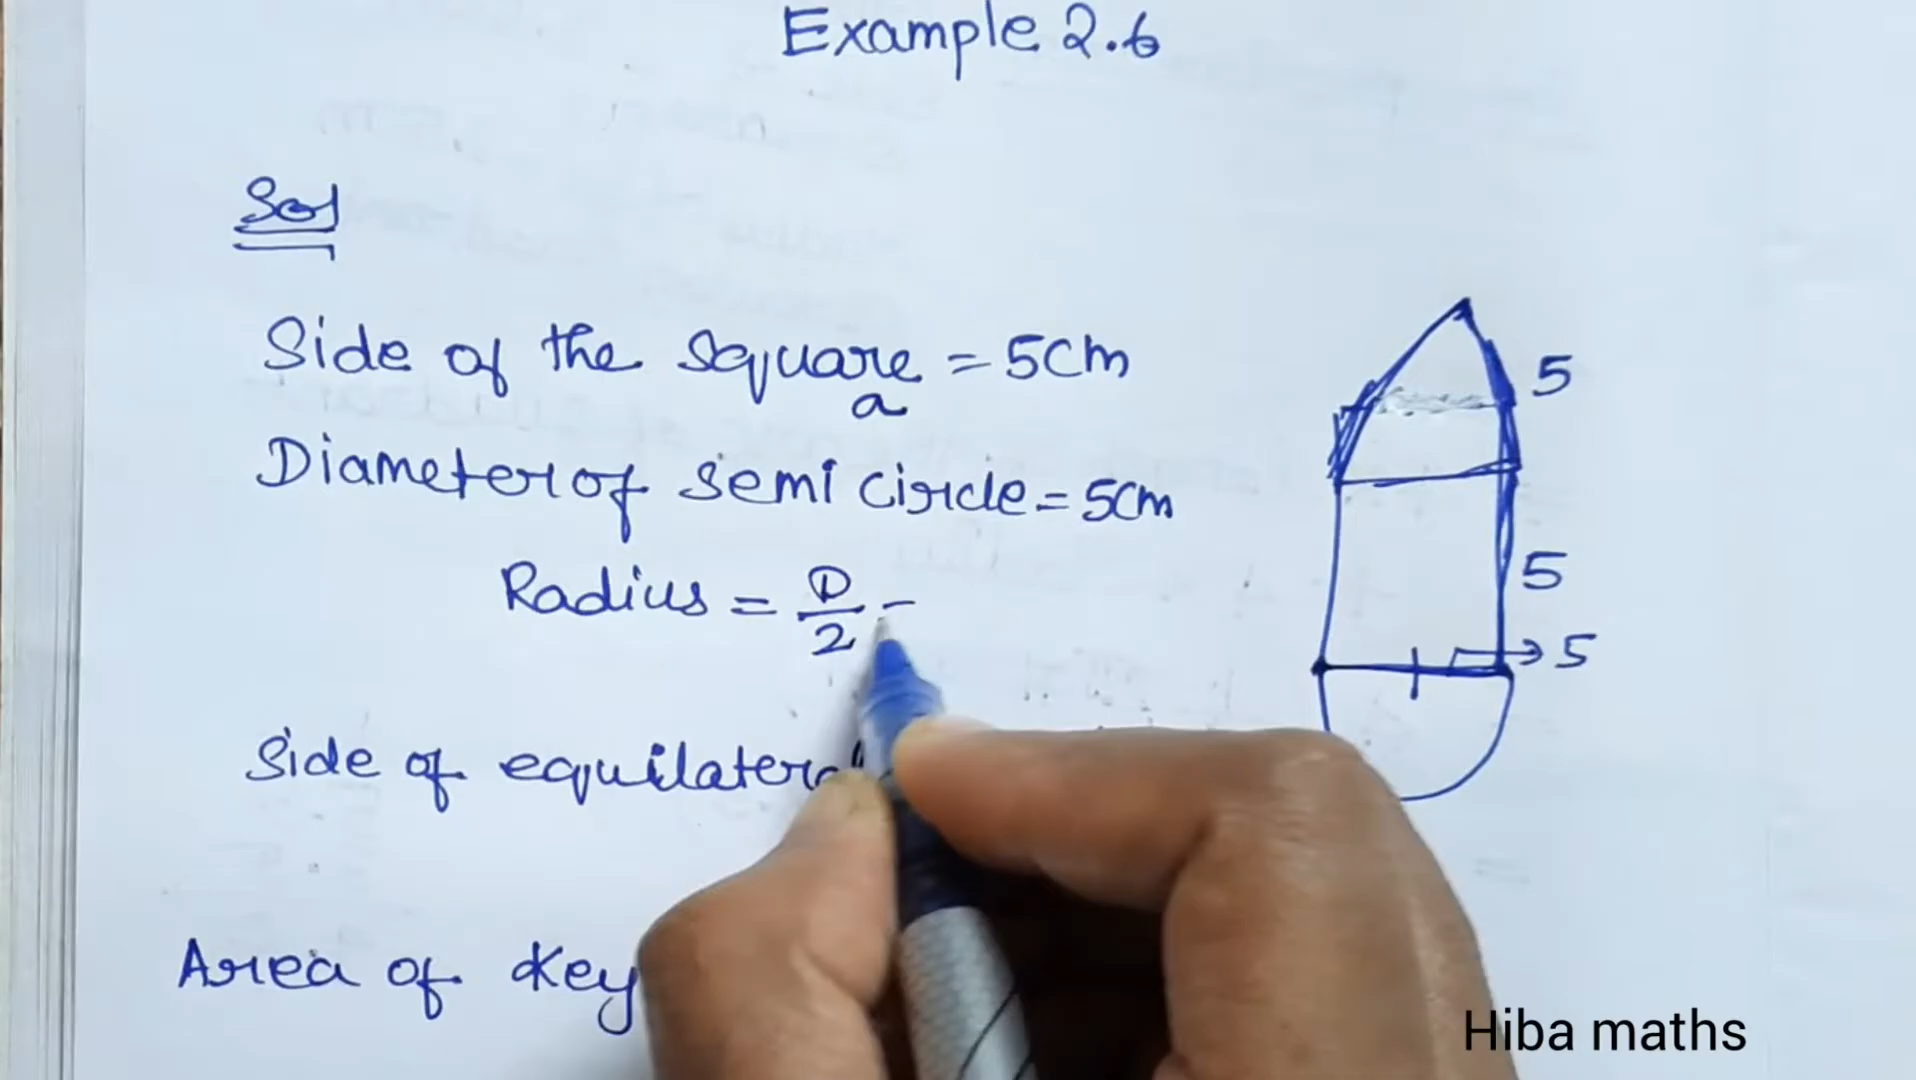 Example 2.6
Sol
Side of the square = 5cm
a
Diameter of semi circle = 5cm
Radius = D/2 =
Side of equilateral
Area of Key
5
5
5
Hiba maths